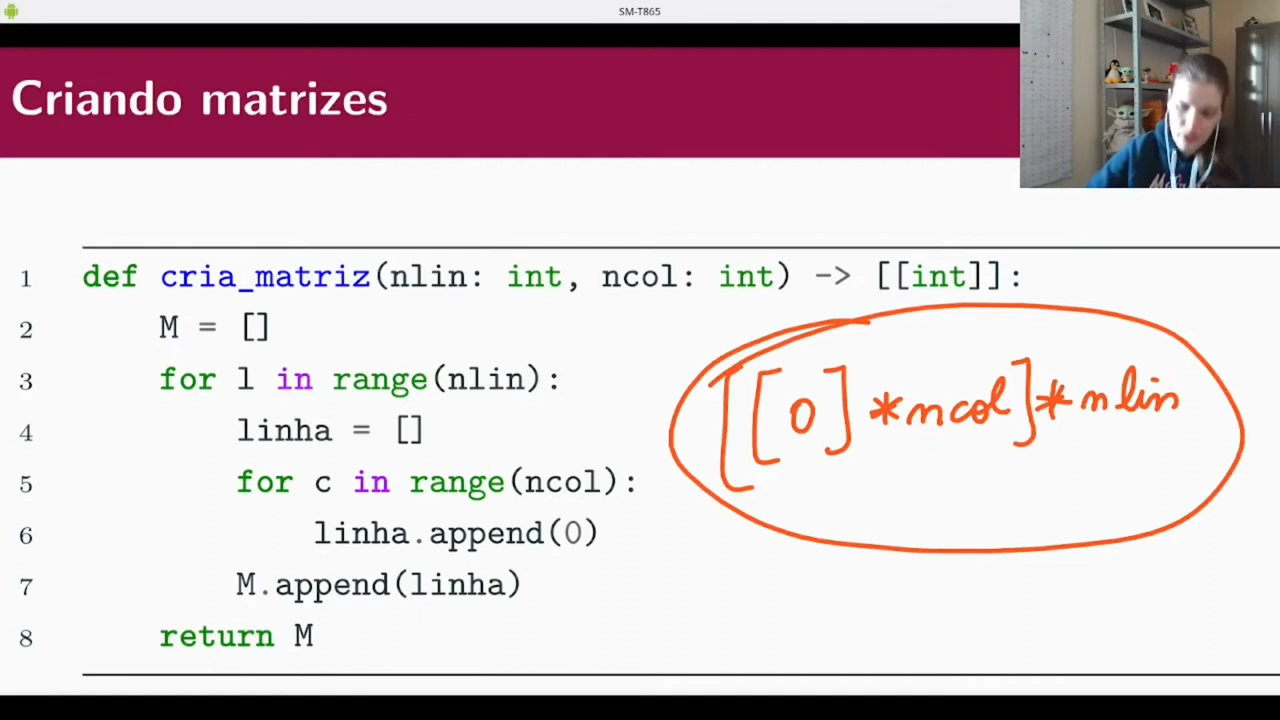 SM-T865
Criando matrizes
1 def cria_matriz(nlin: int, ncol: int) -> [[int]]:
2 M = []
3 for l in range(nlin):
4 linha = []
5 for c in range(ncol):
6 linha.append(0)
7 M.append(linha)
8 return M
[[0]*ncol]*nlin